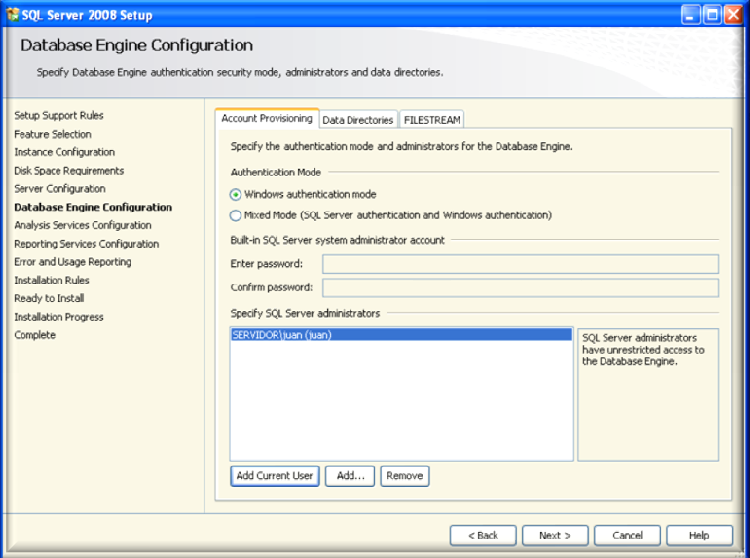 SQL Server 2008 Setup
Database Engine Configuration
Specify Database Engine authentication security mode, administrators and data directories.
Setup Support Rules
Feature Selection
Instance Configuration
Disk Space Requirements
Server Configuration
Database Engine Configuration
Analysis Services Configuration
Reporting Services Configuration
Error and Usage Reporting
Installation Rules
Ready to Install
Installation Progress
Complete
Account Provisioning
Data Directories
FILESTREAM
Specify the authentication mode and administrators for the Database Engine.
Authentication Mode
Windows authentication mode
Mixed Mode (SQL Server authentication and Windows authentication)
Built-in SQL Server system administrator account
Enter password:
Confirm password:
Specify SQL Server administrators
SERVIDOR\juan (juan)
SQL Server administrators
have unrestricted access to
the Database Engine.
Add Current User
Add...
Remove
< Back
Next >
Cancel
Help